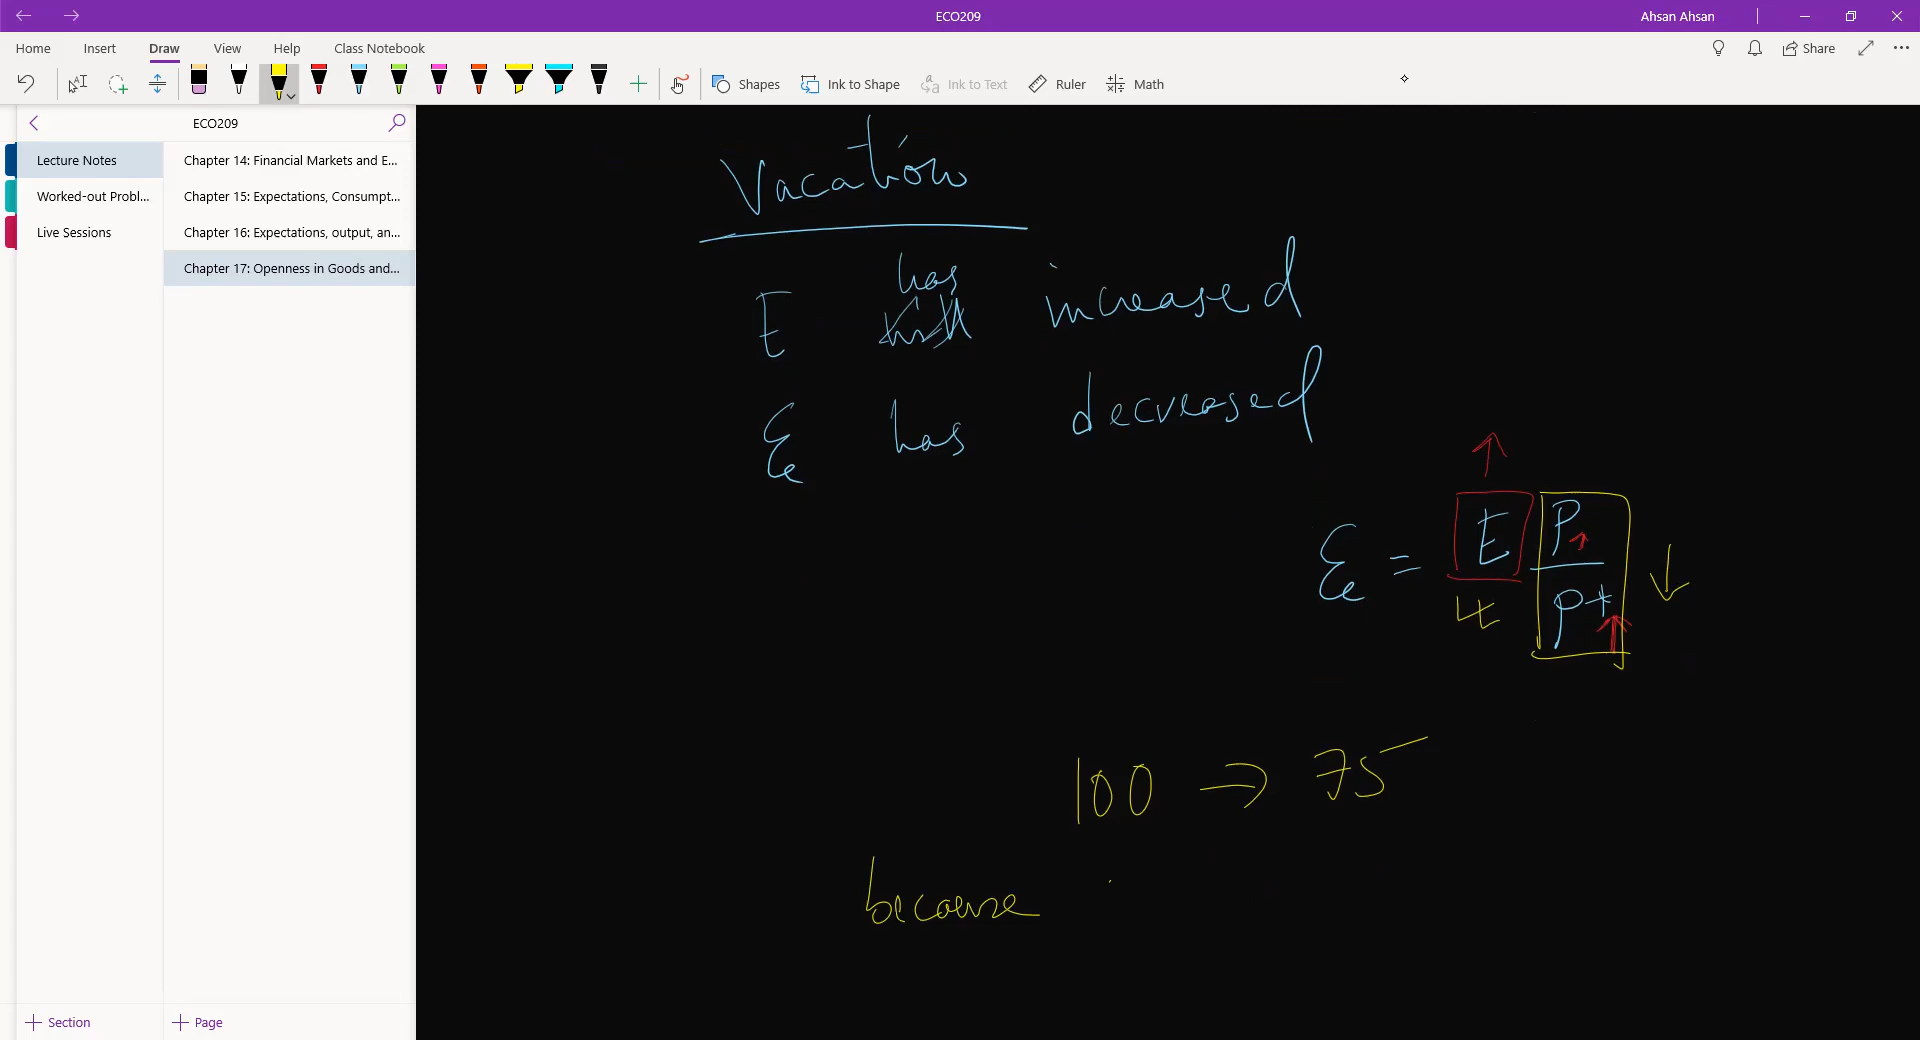 ECO209
Ahsan Ahsan
Home Insert Draw View Help Class Notebook
Share
Shapes Ink to Shape Ink to Text Ruler Math
ECO209
Lecture Notes
Worked-out Probl...
Live Sessions
Chapter 14: Financial Markets and E...
Chapter 15: Expectations, Consumpt...
Chapter 16: Expectations, output, an...
Chapter 17: Openness in Goods and...
Section
Page
Vacation
has
E increased
ℰ has decreased
↑
ℰ = E P↑ / P*↑ ↓
100 → 75
because